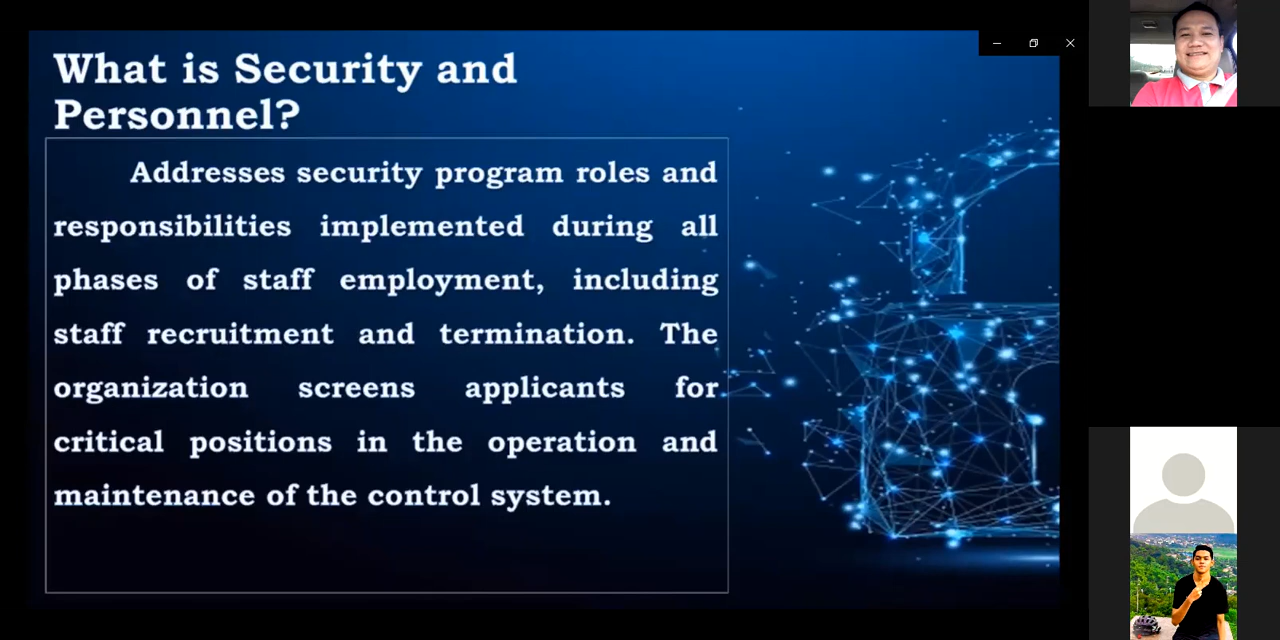 What is Security and
Personnel?
Addresses security program roles and
responsibilities implemented during all
phases of staff employment, including
staff recruitment and termination. The
organization screens applicants for
critical positions in the operation and
maintenance of the control system.